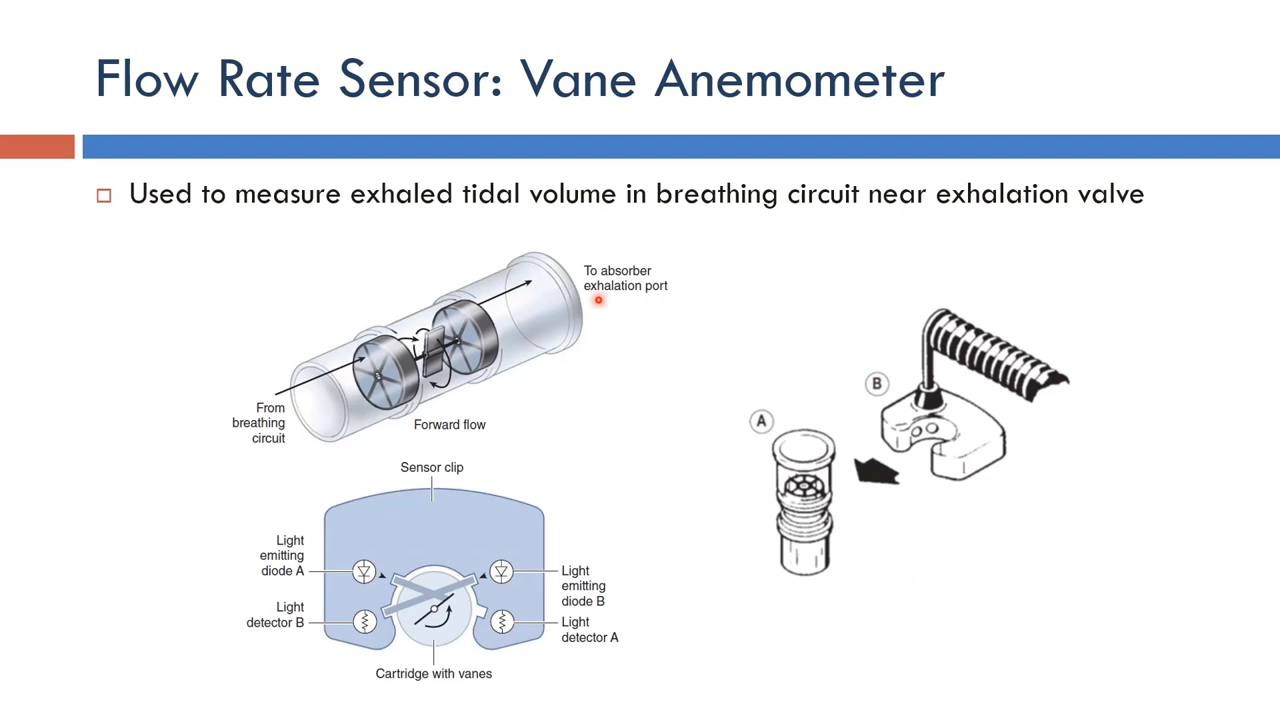 Flow Rate Sensor: Vane Anemometer
Used to measure exhaled tidal volume in breathing circuit near exhalation valve
To absorber
exhalation port
From
breathing
circuit
Forward flow
Sensor clip
Light
emitting
diode A
Light
emitting
diode B
Light
detector B
Light
detector A
Cartridge with vanes
A
B